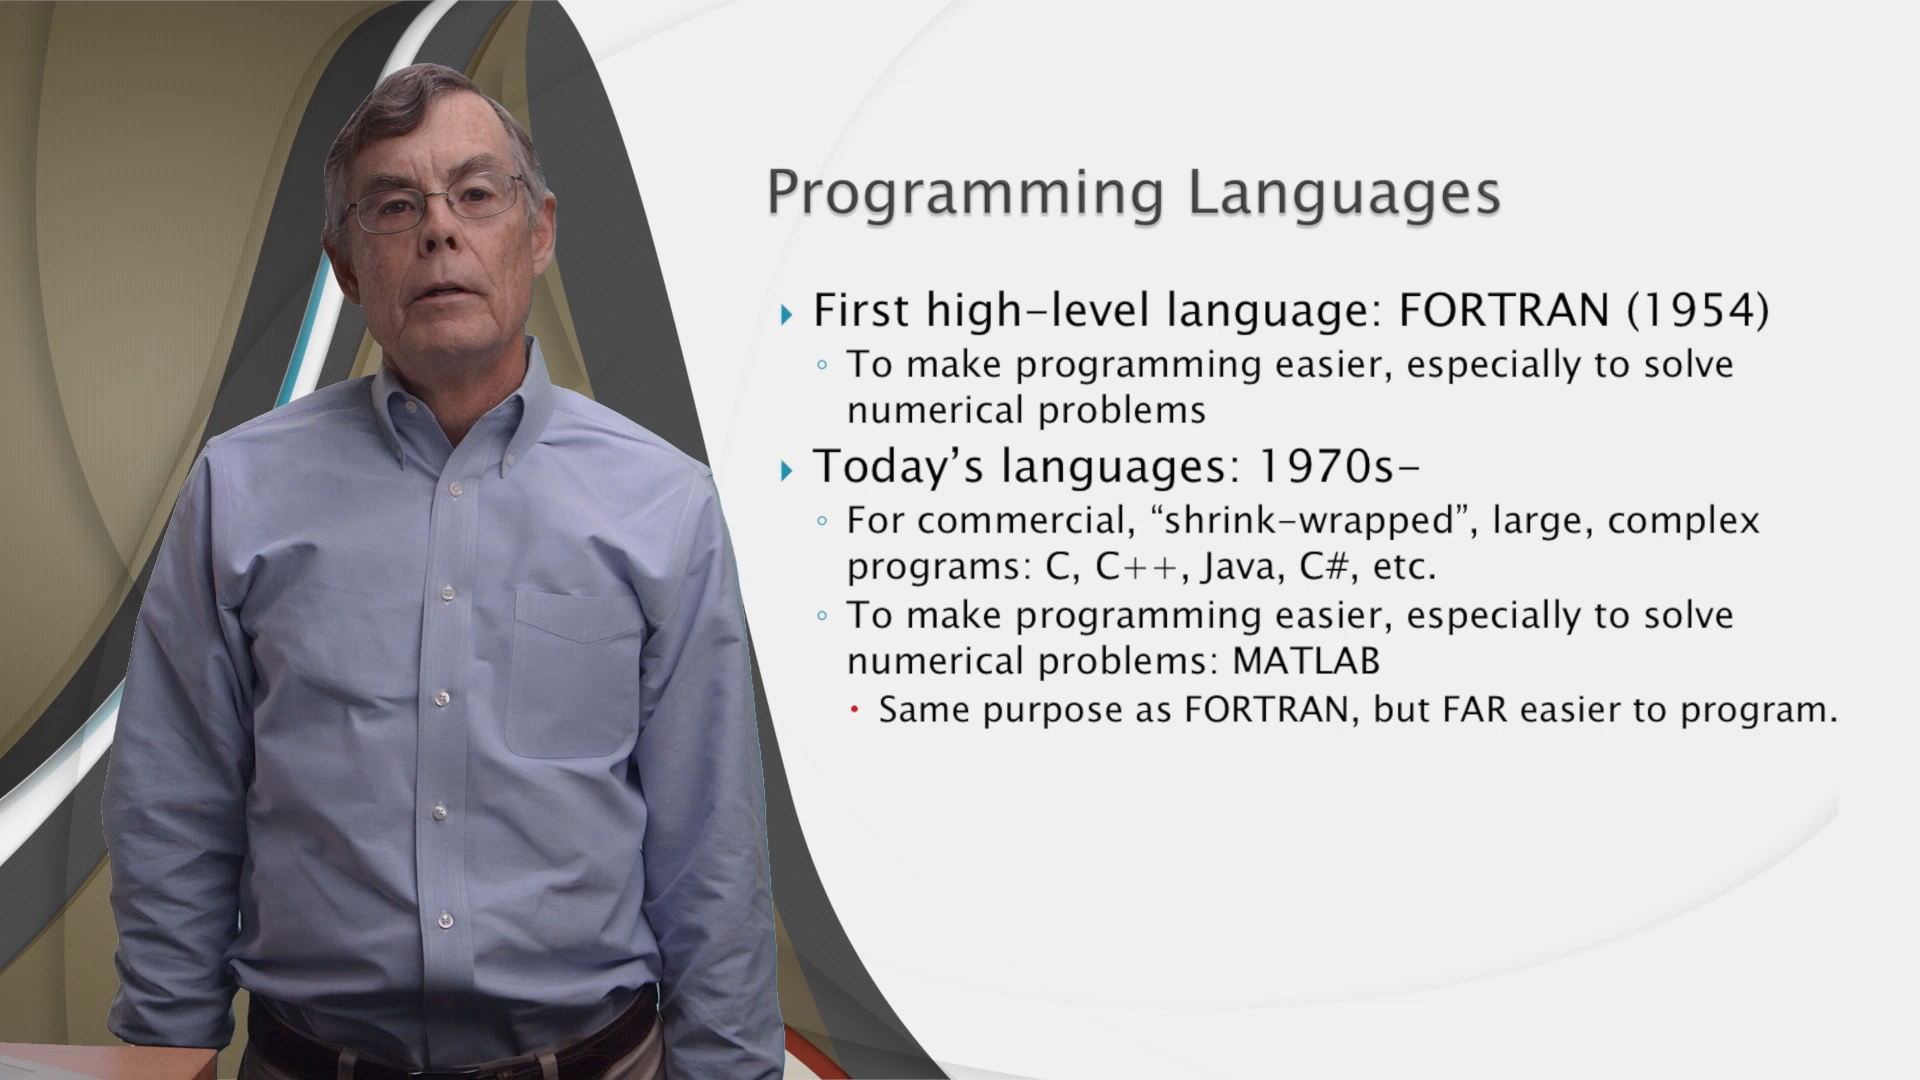 Programming Languages
First high-level language: FORTRAN (1954)
To make programming easier, especially to solve
numerical problems
Today’s languages: 1970s–
For commercial, “shrink-wrapped”, large, complex
programs: C, C++, Java, C#, etc.
To make programming easier, especially to solve
numerical problems: MATLAB
Same purpose as FORTRAN, but FAR easier to program.